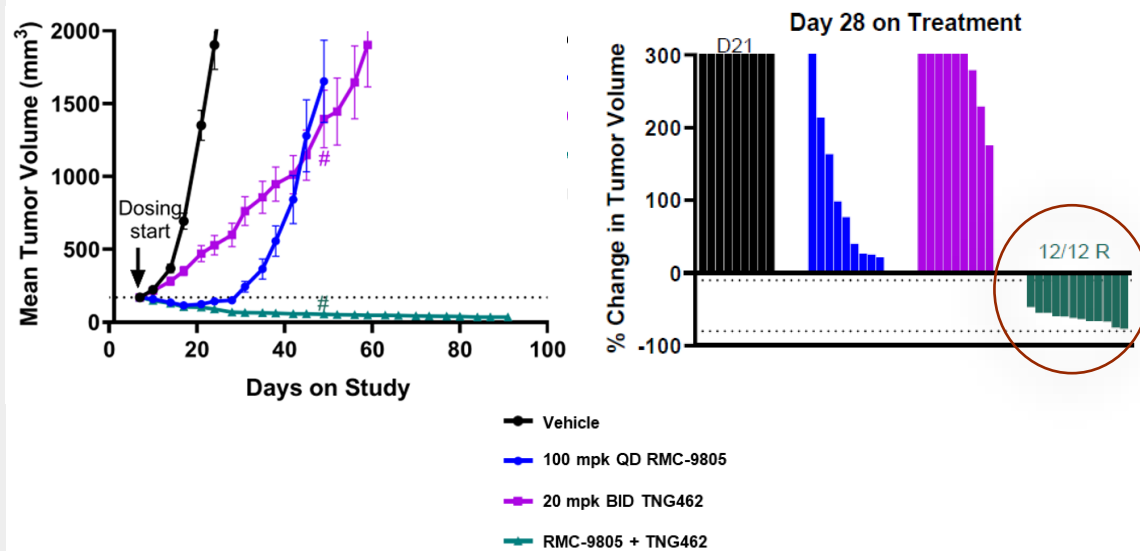 Mean Tumor Volume (mm³)
2000
1500
1000
500
0
Dosing
start
#
#
0 20 40 60 80 100
Days on Study
Day 28 on Treatment
% Change in Tumor Volume
300
200
100
0
-100
D21
12/12 R
Vehicle
100 mpk QD RMC-9805
20 mpk BID TNG462
RMC-9805 + TNG462